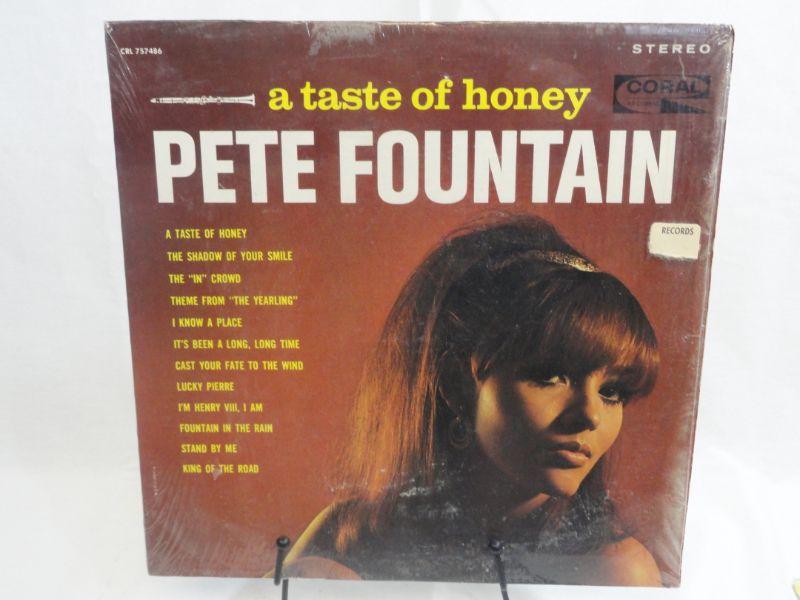 CRL 757486
STEREO
a taste of honey
CORAL
PETE FOUNTAIN
RECORDS
A TASTE OF HONEY
THE SHADOW OF YOUR SMILE
THE "IN" CROWD
THEME FROM "THE YEARLING"
I KNOW A PLACE
IT'S BEEN A LONG, LONG TIME
CAST YOUR FATE TO THE WIND
LUCKY PIERRE
I'M HENRY VIII, I AM
FOUNTAIN IN THE RAIN
STAND BY ME
KING OF THE ROAD